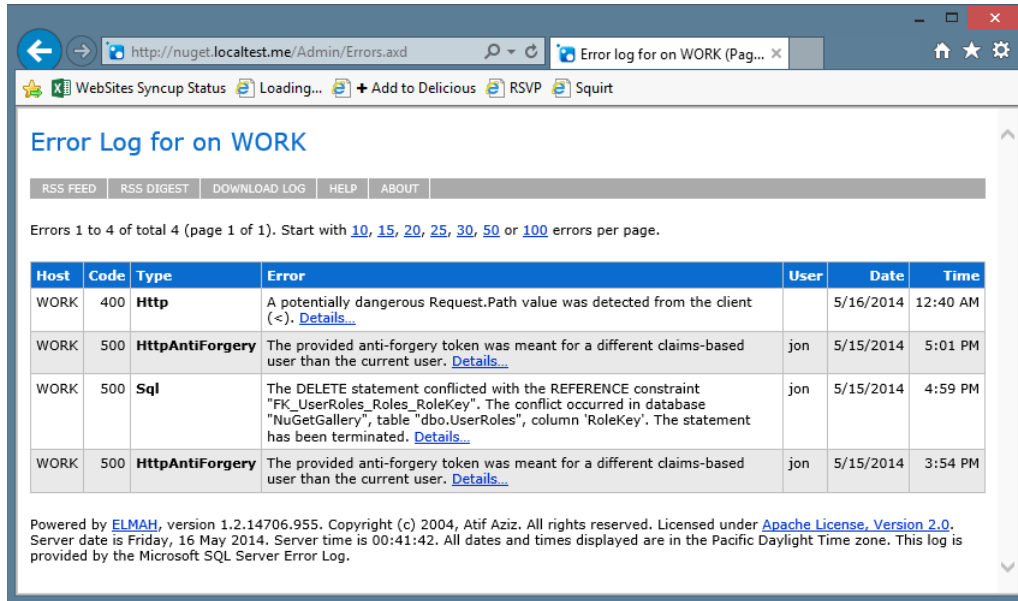 http://nuget.localtest.me/Admin/Errors.axd
Error log for on WORK (Pag...
WebSites Syncup Status
Loading...
+ Add to Delicious
RSVP
Squirt
Error Log for on WORK
RSS FEED RSS DIGEST DOWNLOAD LOG HELP ABOUT
Errors 1 to 4 of total 4 (page 1 of 1). Start with 10, 15, 20, 25, 30, 50 or 100 errors per page.
Host Code Type Error User Date Time
WORK 400 Http A potentially dangerous Request.Path value was detected from the client 5/16/2014 12:40 AM
(<). Details...
WORK 500 HttpAntiForgery The provided anti-forgery token was meant for a different claims-based jon 5/15/2014 5:01 PM
user than the current user. Details...
WORK 500 Sql The DELETE statement conflicted with the REFERENCE constraint jon 5/15/2014 4:59 PM
"FK_UserRoles_Roles_RoleKey". The conflict occurred in database
"NuGetGallery", table "dbo.UserRoles", column 'RoleKey'. The statement
has been terminated. Details...
WORK 500 HttpAntiForgery The provided anti-forgery token was meant for a different claims-based jon 5/15/2014 3:54 PM
user than the current user. Details...
Powered by ELMAH, version 1.2.14706.955. Copyright (c) 2004, Atif Aziz. All rights reserved. Licensed under Apache License, Version 2.0.
Server date is Friday, 16 May 2014. Server time is 00:41:42. All dates and times displayed are in the Pacific Daylight Time zone. This log is
provided by the Microsoft SQL Server Error Log.